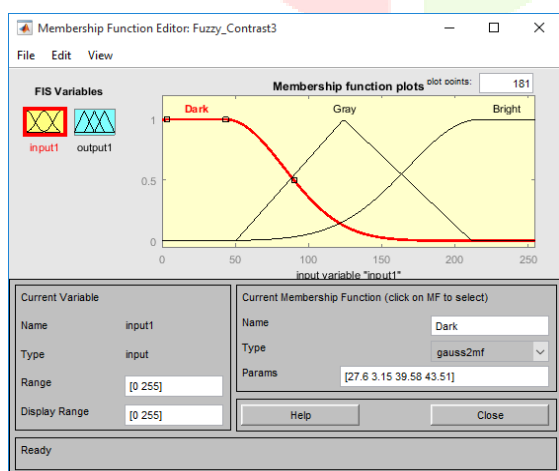 Membership Function Editor: Fuzzy_Contrast3
File Edit View
FIS Variables
input1 output1
Membership function plots plot points: 181
Dark Gray Bright
1
0.5
0
0 50 100 150 200 250
input variable "input1"
Current Variable
Name input1
Type input
Range [0 255]
Display Range [0 255]
Current Membership Function (click on MF to select)
Name Dark
Type gauss2mf
Params [27.6 3.15 39.58 43.51]
Help Close
Ready